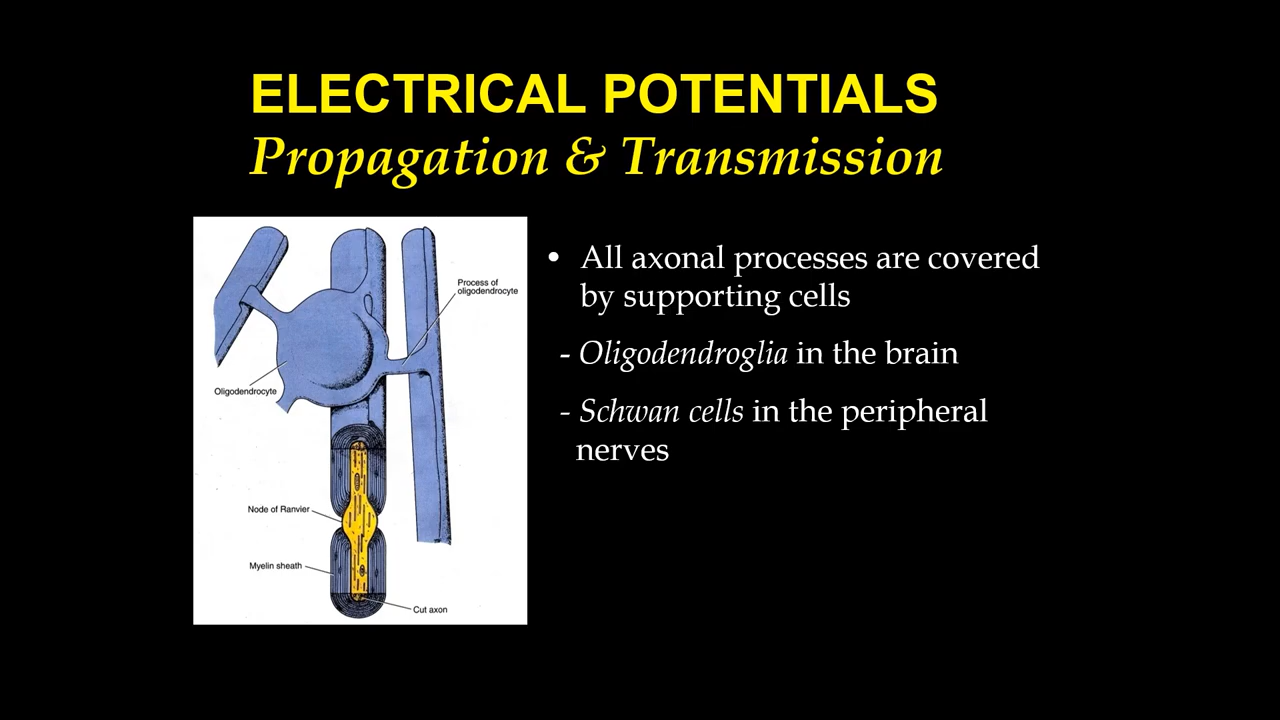 ELECTRICAL POTENTIALS
Propagation & Transmission
Process of
oligodendrocyte
Oligodendrocyte
Node of Ranvier
Myelin sheath
Cut axon
• All axonal processes are covered
by supporting cells
- Oligodendroglia in the brain
- Schwan cells in the peripheral
nerves